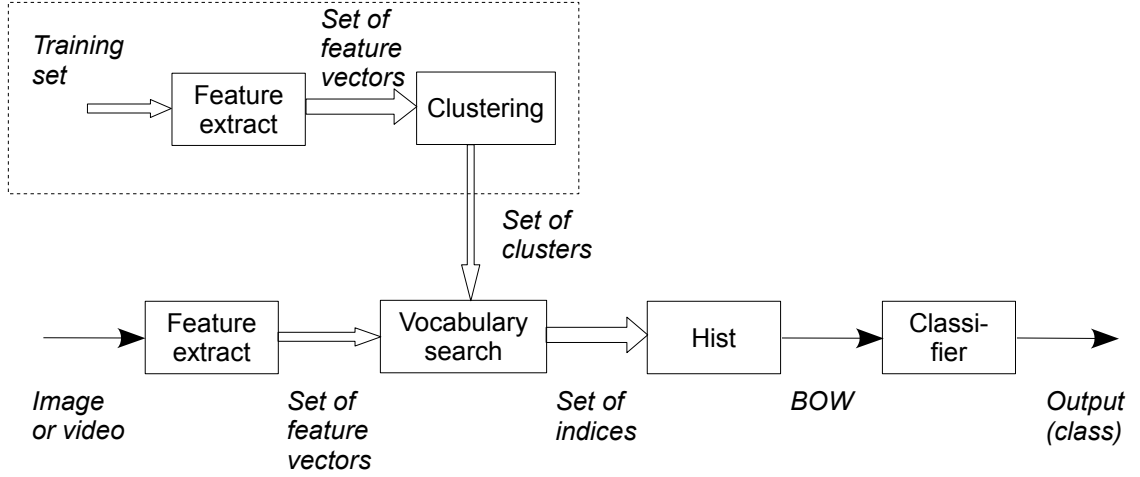 Training
set
Feature
extract
Set of
feature
vectors
Clustering
Set of
clusters
Image
or video
Feature
extract
Set of
feature
vectors
Vocabulary
search
Set of
indices
Hist
BOW
Classi-
fier
Output
(class)